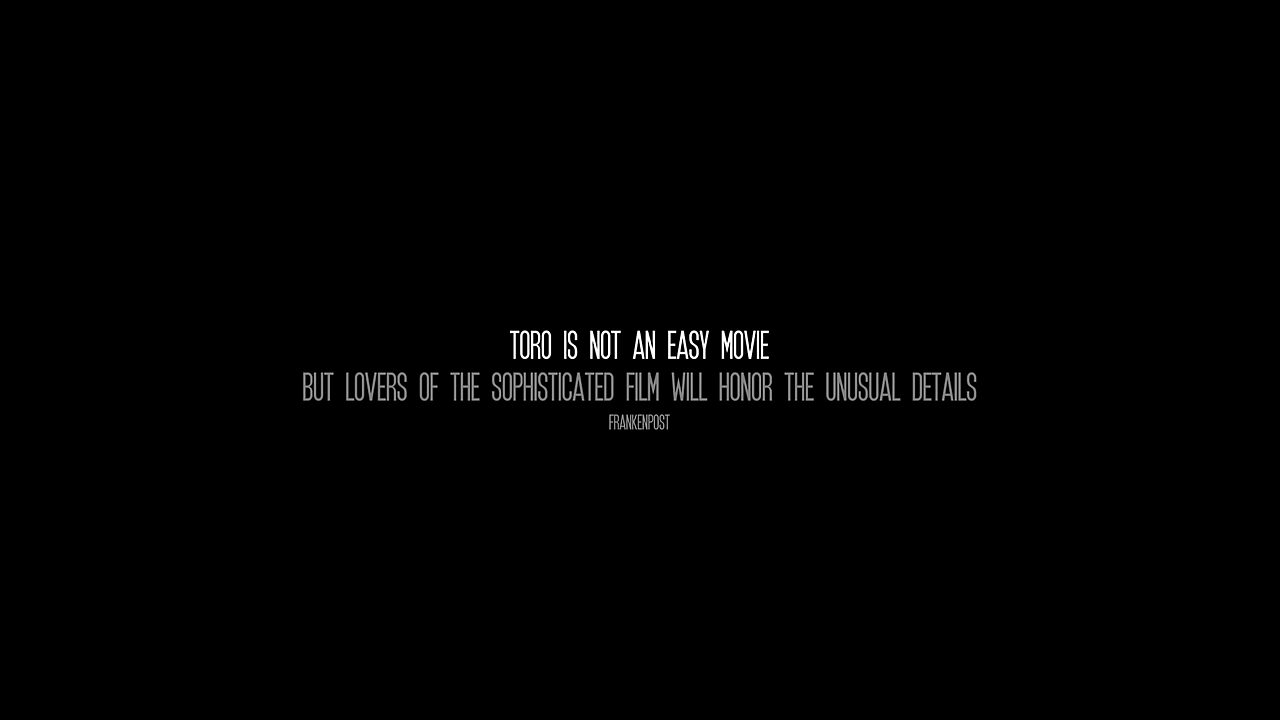 TORO IS NOT AN EASY MOVIE
BUT LOVERS OF THE SOPHISTICATED FILM WILL HONOR THE UNUSUAL DETAILS
FRANKENPOST